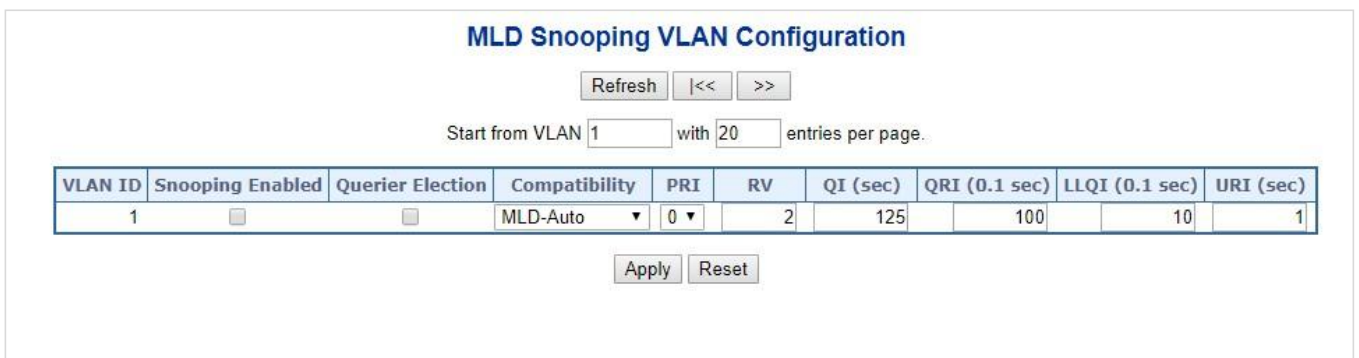 MLD Snooping VLAN Configuration
Refresh |<< >>
Start from VLAN 1 with 20 entries per page.
VLAN ID Snooping Enabled Querier Election Compatibility PRI RV QI (sec) QRI (0.1 sec) LLQI (0.1 sec) URI (sec)
1 MLD-Auto 0 2 125 100 10 1
Apply Reset